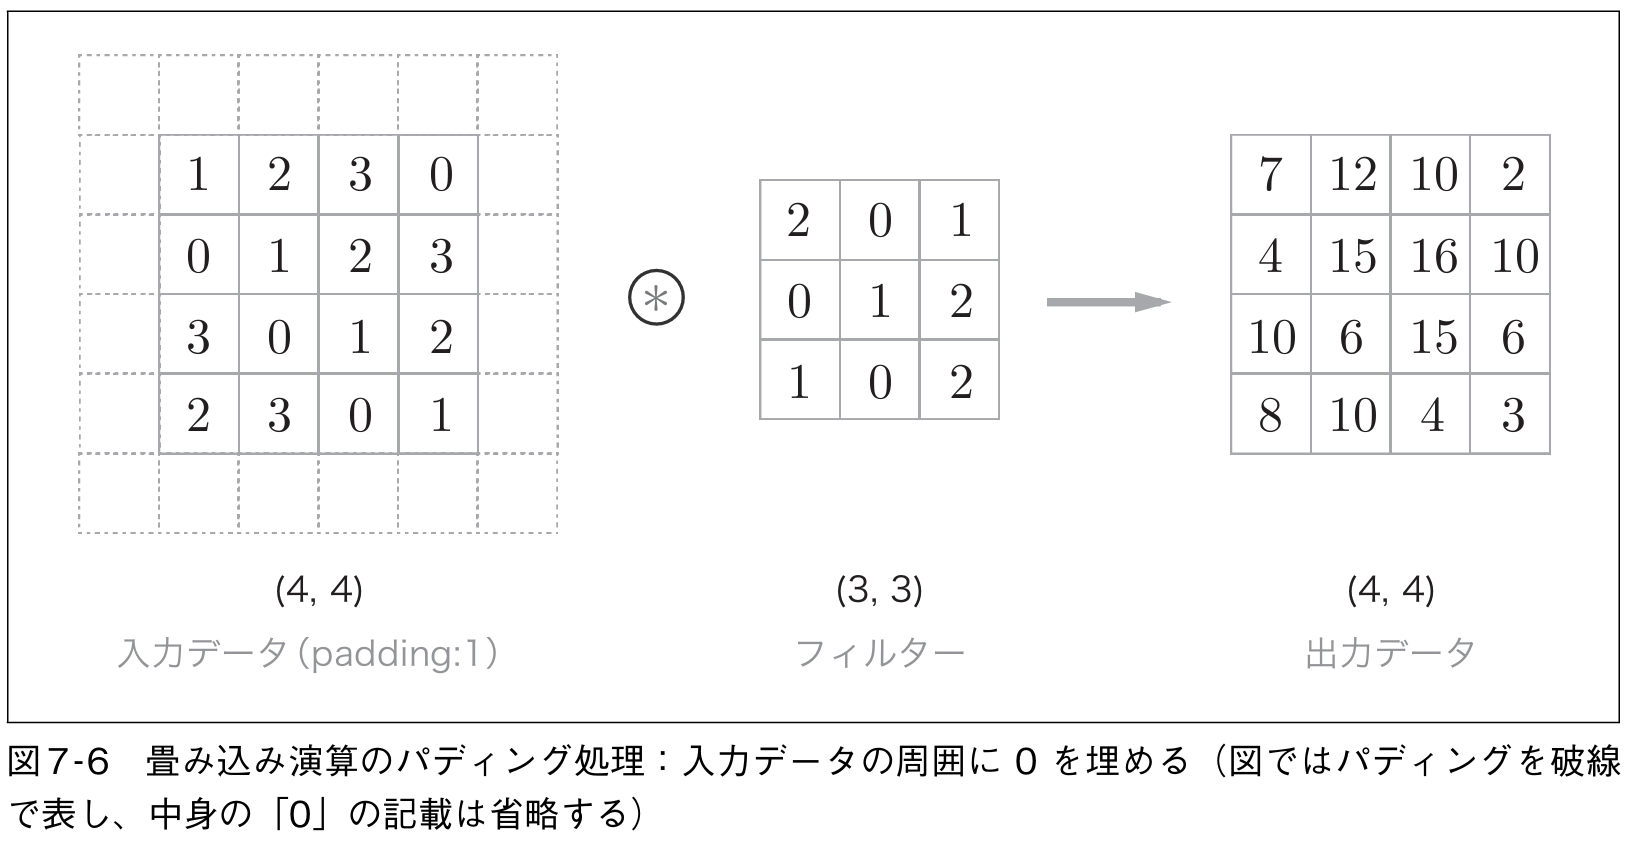 1 2 3 0
0 1 2 3
3 0 1 2
2 3 0 1
(4, 4)
入力データ(padding:1)
*
2 0 1
0 1 2
1 0 2
(3, 3)
フィルター
7 12 10 2
4 15 16 10
10 6 15 6
8 10 4 3
(4, 4)
出力データ
図7-6 畳み込み演算のパディング処理：入力データの周囲に 0 を埋める（図ではパディングを破線
で表し、中身の「0」の記載は省略する）